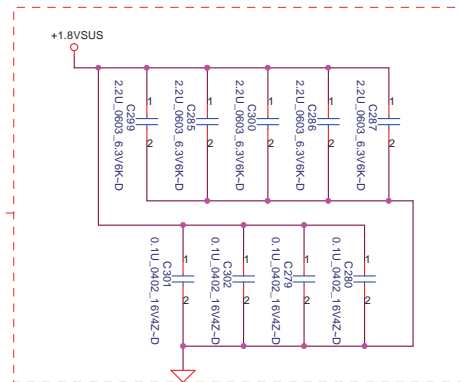 +1.8VSUS
1
2
C299
2.2U_0603_6.3V6K~D
1
2
C285
2.2U_0603_6.3V6K~D
1
2
C300
2.2U_0603_6.3V6K~D
1
2
C286
2.2U_0603_6.3V6K~D
1
2
C287
2.2U_0603_6.3V6K~D
1
2
C301
0.1U_0402_16V4Z~D
1
2
C302
0.1U_0402_16V4Z~D
1
2
C279
0.1U_0402_16V4Z~D
1
2
C280
0.1U_0402_16V4Z~D